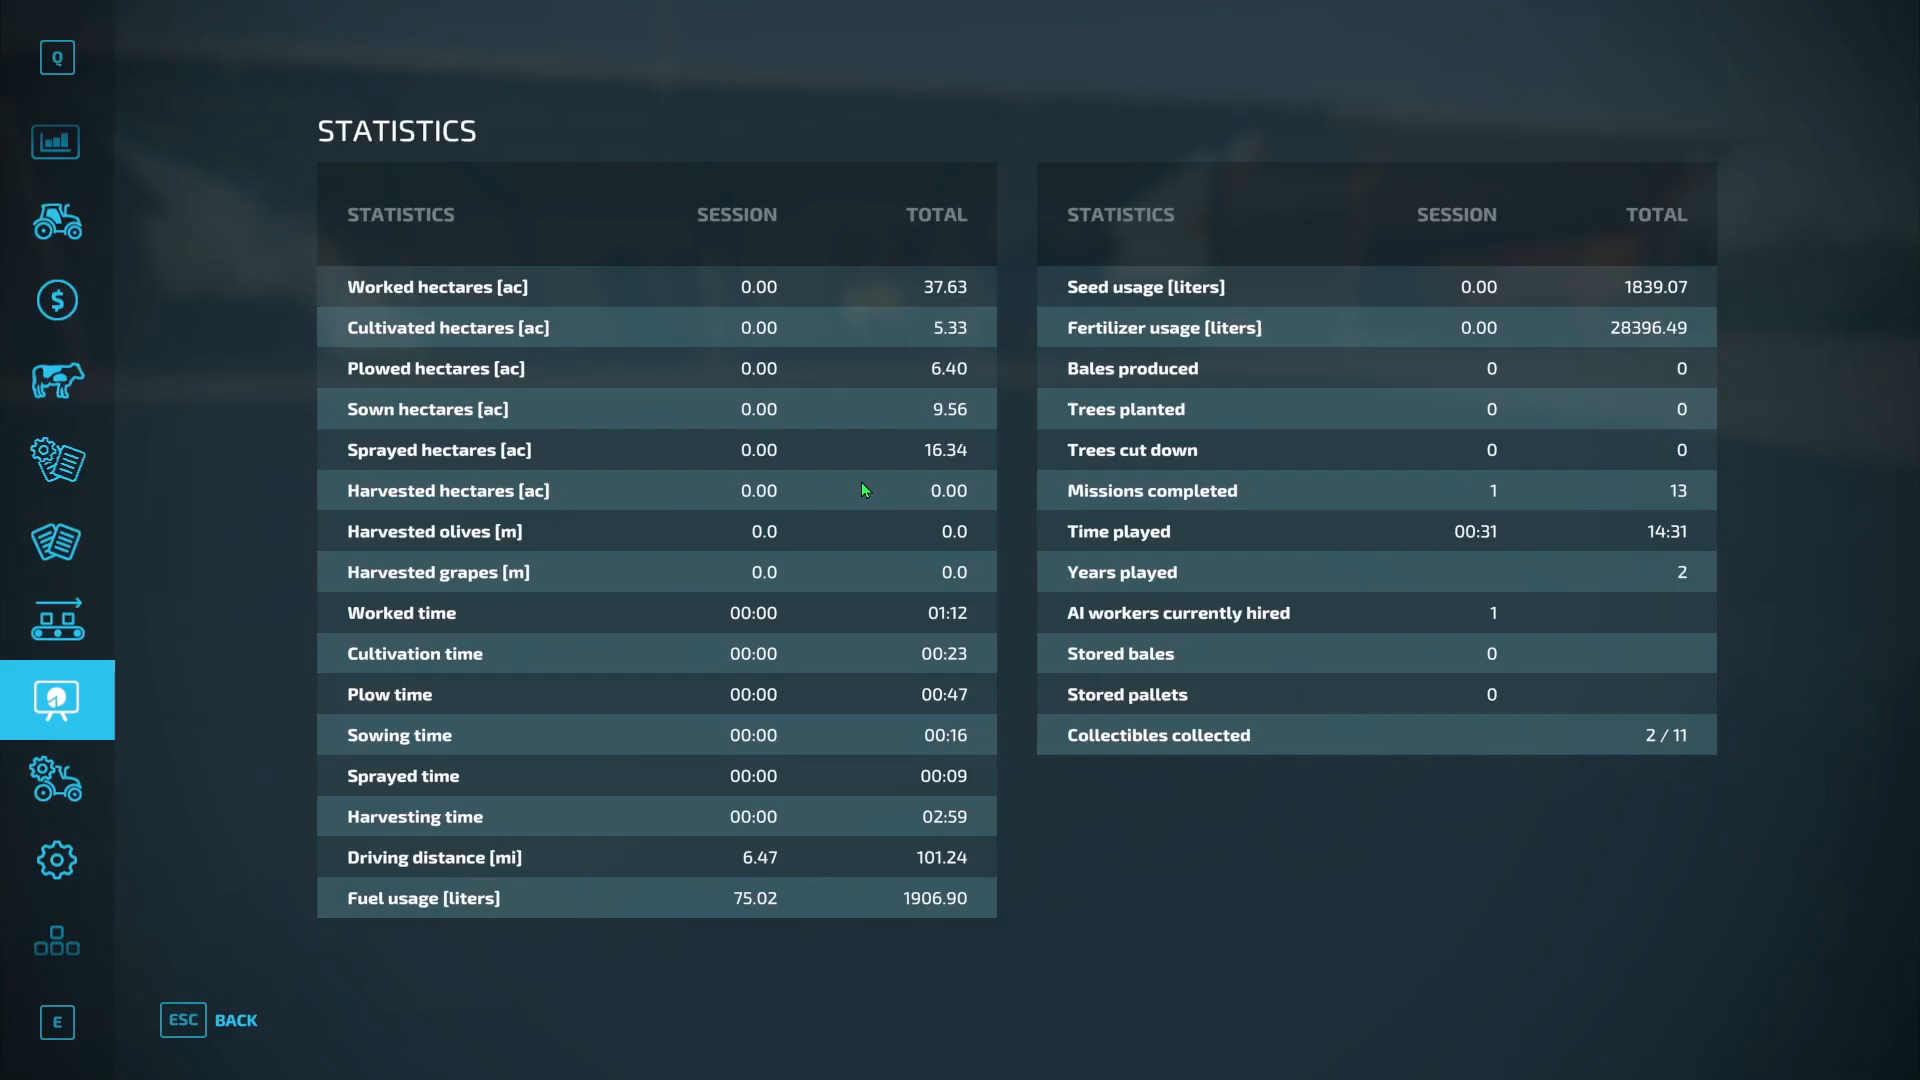 Q
STATISTICS
STATISTICS SESSION TOTAL
Worked hectares [ac] 0.00 37.63
Cultivated hectares [ac] 0.00 5.33
Plowed hectares [ac] 0.00 6.40
Sown hectares [ac] 0.00 9.56
Sprayed hectares [ac] 0.00 16.34
Harvested hectares [ac] 0.00 0.00
Harvested olives [m] 0.0 0.0
Harvested grapes [m] 0.0 0.0
Worked time 00:00 01:12
Cultivation time 00:00 00:23
Plow time 00:00 00:47
Sowing time 00:00 00:16
Sprayed time 00:00 00:09
Harvesting time 00:00 02:59
Driving distance [mi] 6.47 101.24
Fuel usage [liters] 75.02 1906.90
STATISTICS SESSION TOTAL
Seed usage [liters] 0.00 1839.07
Fertilizer usage [liters] 0.00 28396.49
Bales produced 0 0
Trees planted 0 0
Trees cut down 0 0
Missions completed 1 13
Time played 00:31 14:31
Years played 2
AI workers currently hired 1
Stored bales 0
Stored pallets 0
Collectibles collected 2 / 11
E
ESC BACK